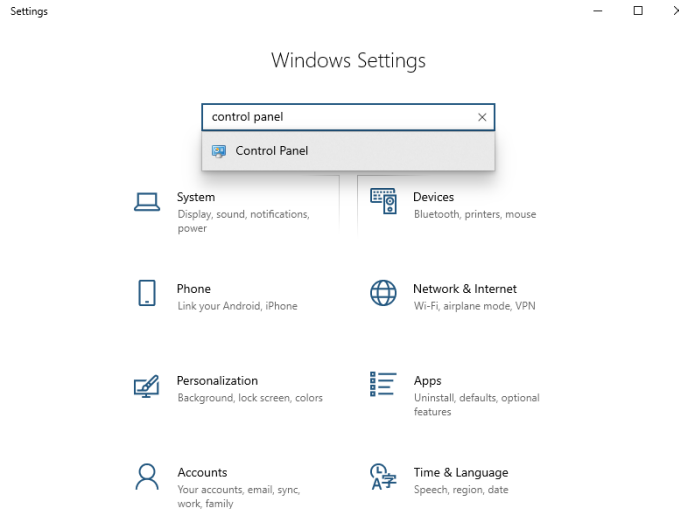 Settings
Windows Settings
control panel
Control Panel
System
Display, sound, notifications,
power
Devices
Bluetooth, printers, mouse
Phone
Link your Android, iPhone
Network & Internet
Wi-Fi, airplane mode, VPN
Personalization
Background, lock screen, colors
Apps
Uninstall, defaults, optional
features
Accounts
Your accounts, email, sync,
work, family
Time & Language
Speech, region, date